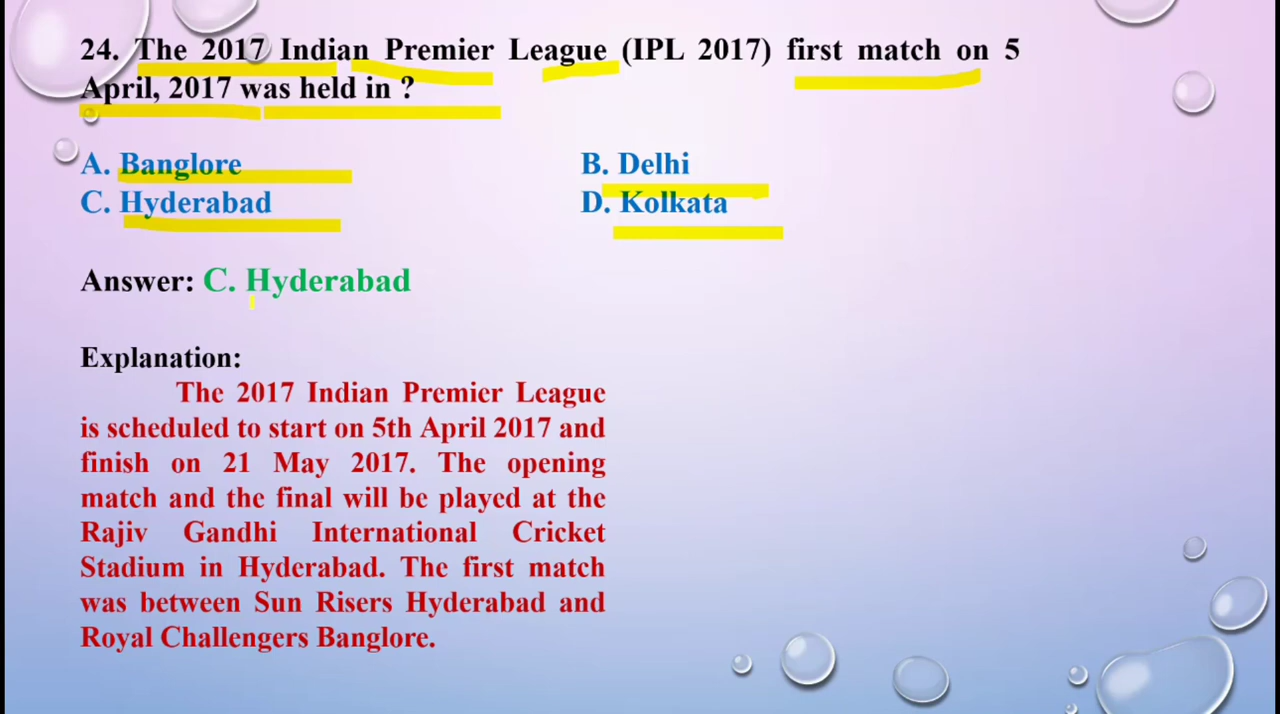 24. The 2017 Indian Premier League (IPL 2017) first match on 5
April, 2017 was held in ?
A. Banglore
B. Delhi
C. Hyderabad
D. Kolkata
Answer: C. Hyderabad
Explanation:
The 2017 Indian Premier League
is scheduled to start on 5th April 2017 and
finish on 21 May 2017. The opening
match and the final will be played at the
Rajiv Gandhi International Cricket
Stadium in Hyderabad. The first match
was between Sun Risers Hyderabad and
Royal Challengers Banglore.